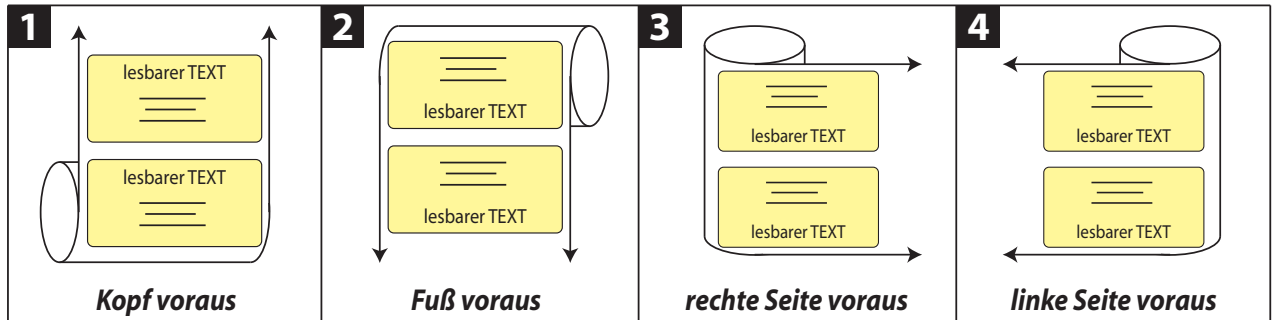 1
lesbarer TEXT
lesbarer TEXT
Kopf voraus
2
lesbarer TEXT
lesbarer TEXT
Fuß voraus
3
lesbarer TEXT
lesbarer TEXT
rechte Seite voraus
4
lesbarer TEXT
lesbarer TEXT
linke Seite voraus